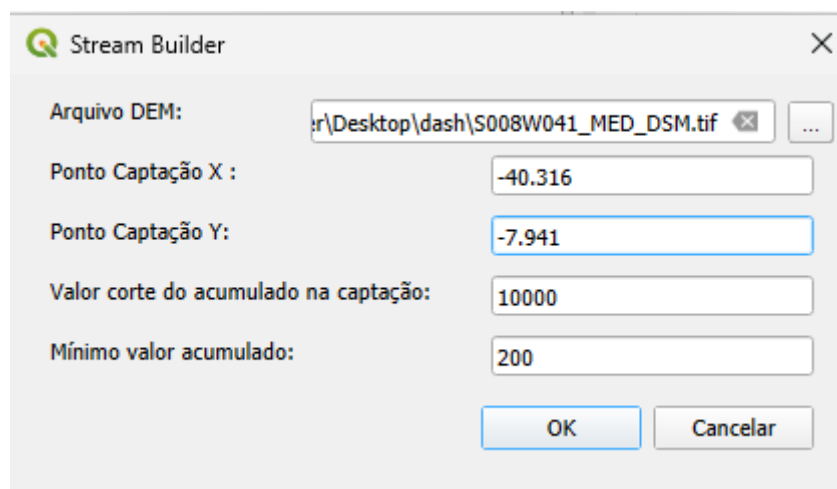 Stream Builder
Arquivo DEM: r\Desktop\dash\S008W041_MED_DSM.tif ...
Ponto Captação X : -40.316
Ponto Captação Y: -7.941
Valor corte do acumulado na captação: 10000
Mínimo valor acumulado: 200
OK Cancelar